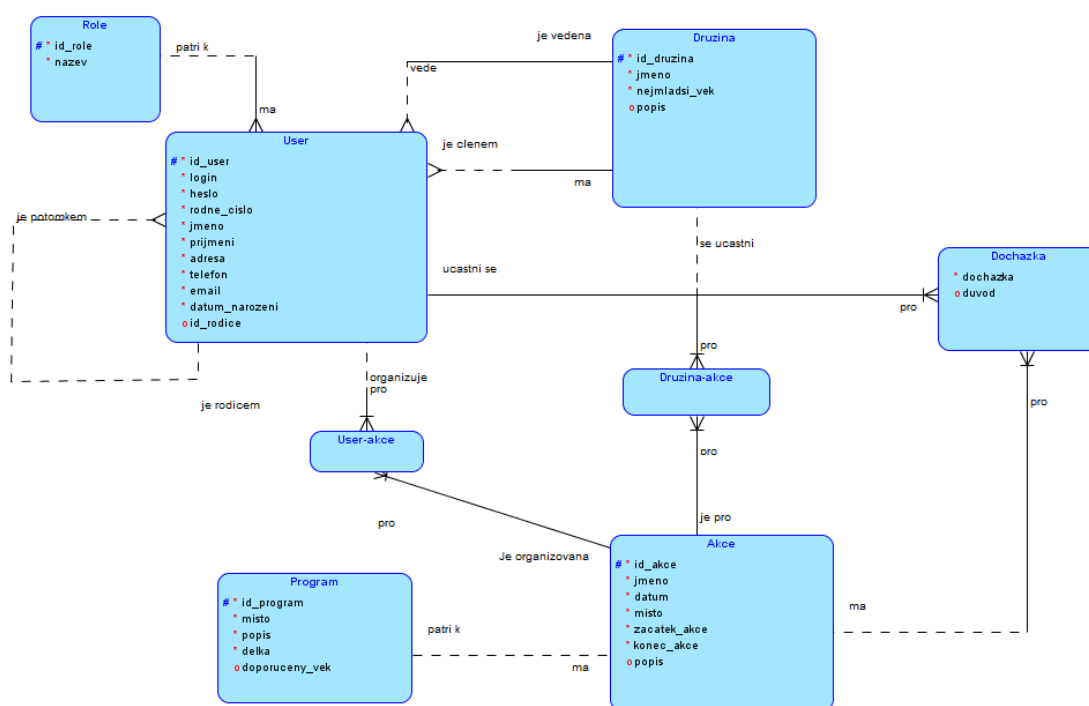 Role
# * id_role
* nazev
patri k
ma
je vedena
vede
Druzina
# * id_druzina
* jmeno
* nejmladsi_vek
o popis
je clenem
ma
User
# * id_user
* login
* heslo
* rodne_cislo
* jmeno
* prijmeni
* adresa
* telefon
* email
* datum_narozeni
o id_rodice
je potomkem
je rodicem
se ucastni
ucastni se
pro
Dochazka
* dochazka
o duvod
organizuje
pro
pro
Druzina-akce
pro
pro
User-akce
pro
Je organizovana
je pro
Akce
# * id_akce
* jmeno
* datum
* misto
* zacatek_akce
* konec_akce
o popis
ma
Program
# * id_program
* misto
* popis
* delka
o doporuceny_vek
patri k
ma